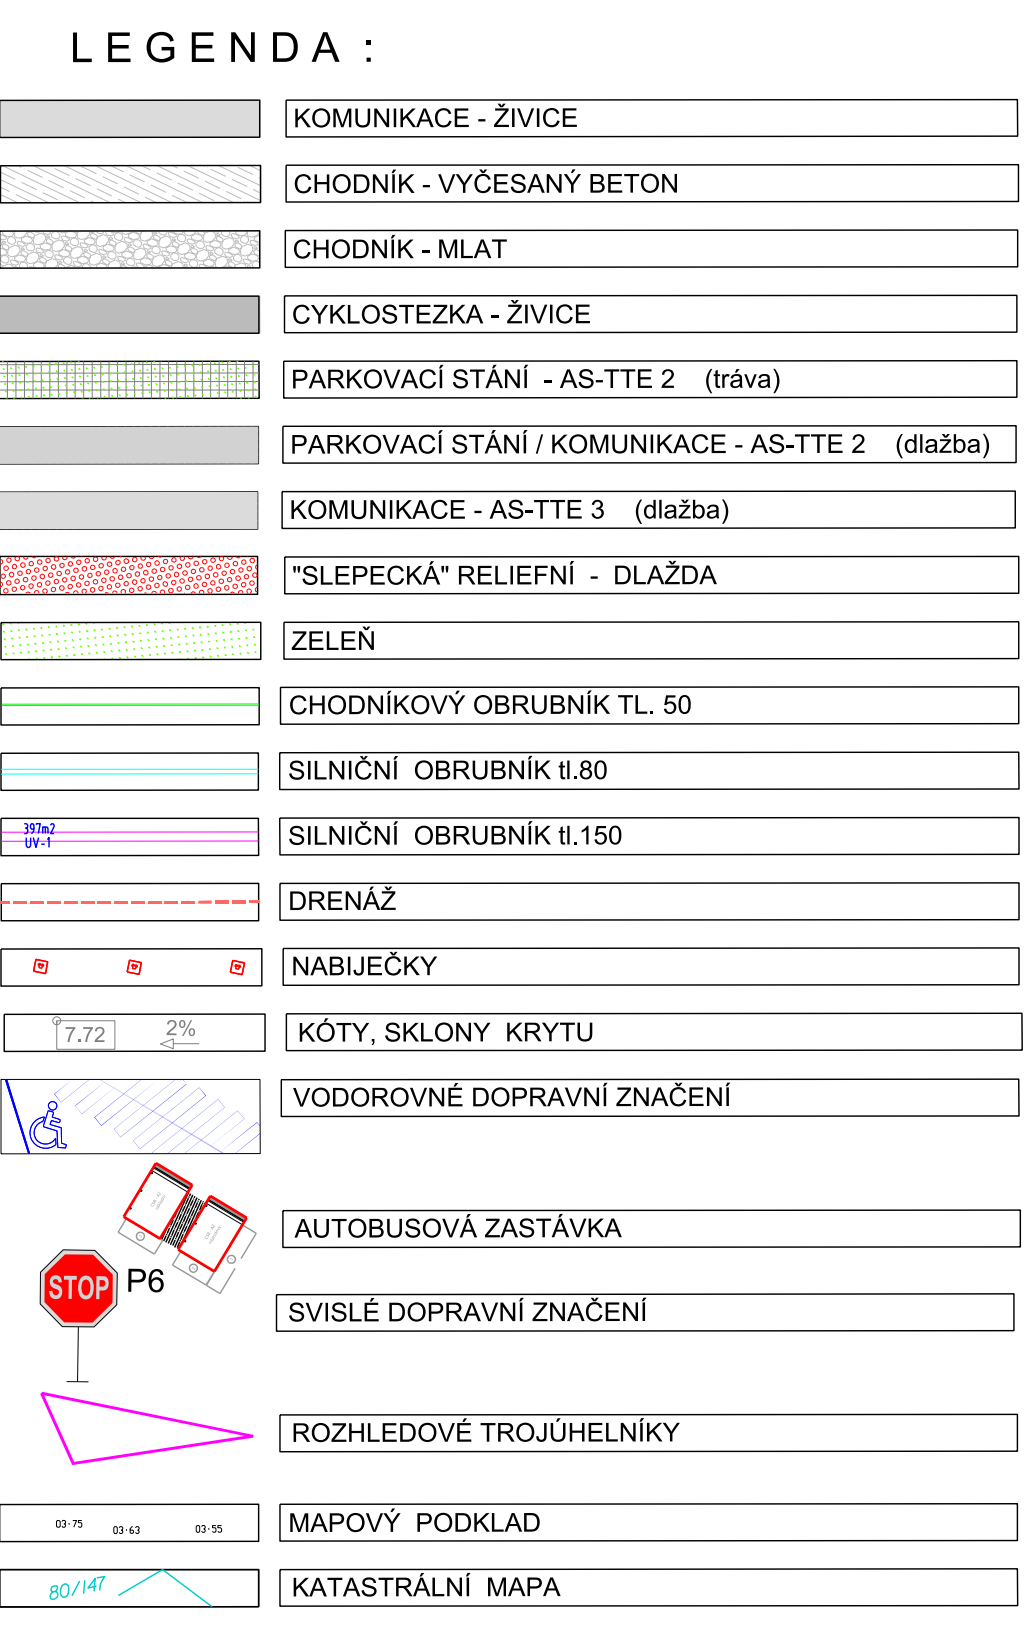 LEGENDA :
KOMUNIKACE - ŽIVICE
CHODNÍK - VYČESANÝ BETON
CHODNÍK - MLAT
CYKLOSTEZKA - ŽIVICE
PARKOVACÍ STÁNÍ - AS-TTE 2 (tráva)
PARKOVACÍ STÁNÍ / KOMUNIKACE - AS-TTE 2 (dlažba)
KOMUNIKACE - AS-TTE 3 (dlažba)
"SLEPECKÁ" RELIEFNÍ - DLAŽDA
ZELEŇ
CHODNÍKOVÝ OBRUBNÍK TL. 50
SILNIČNÍ OBRUBNÍK tl.80
397m2
UV-1
SILNIČNÍ OBRUBNÍK tl.150
DRENÁŽ
NABIJEČKY
7.72 2% KÓTY, SKLONY KRYTU
VODOROVNÉ DOPRAVNÍ ZNAČENÍ
AUTOBUSOVÁ ZASTÁVKA
STOP P6
SVISLÉ DOPRAVNÍ ZNAČENÍ
ROZHLEDOVÉ TROJÚHELNÍKY
03·75 03·63 03·55 MAPOVÝ PODKLAD
80/147 KATASTRÁLNÍ MAPA